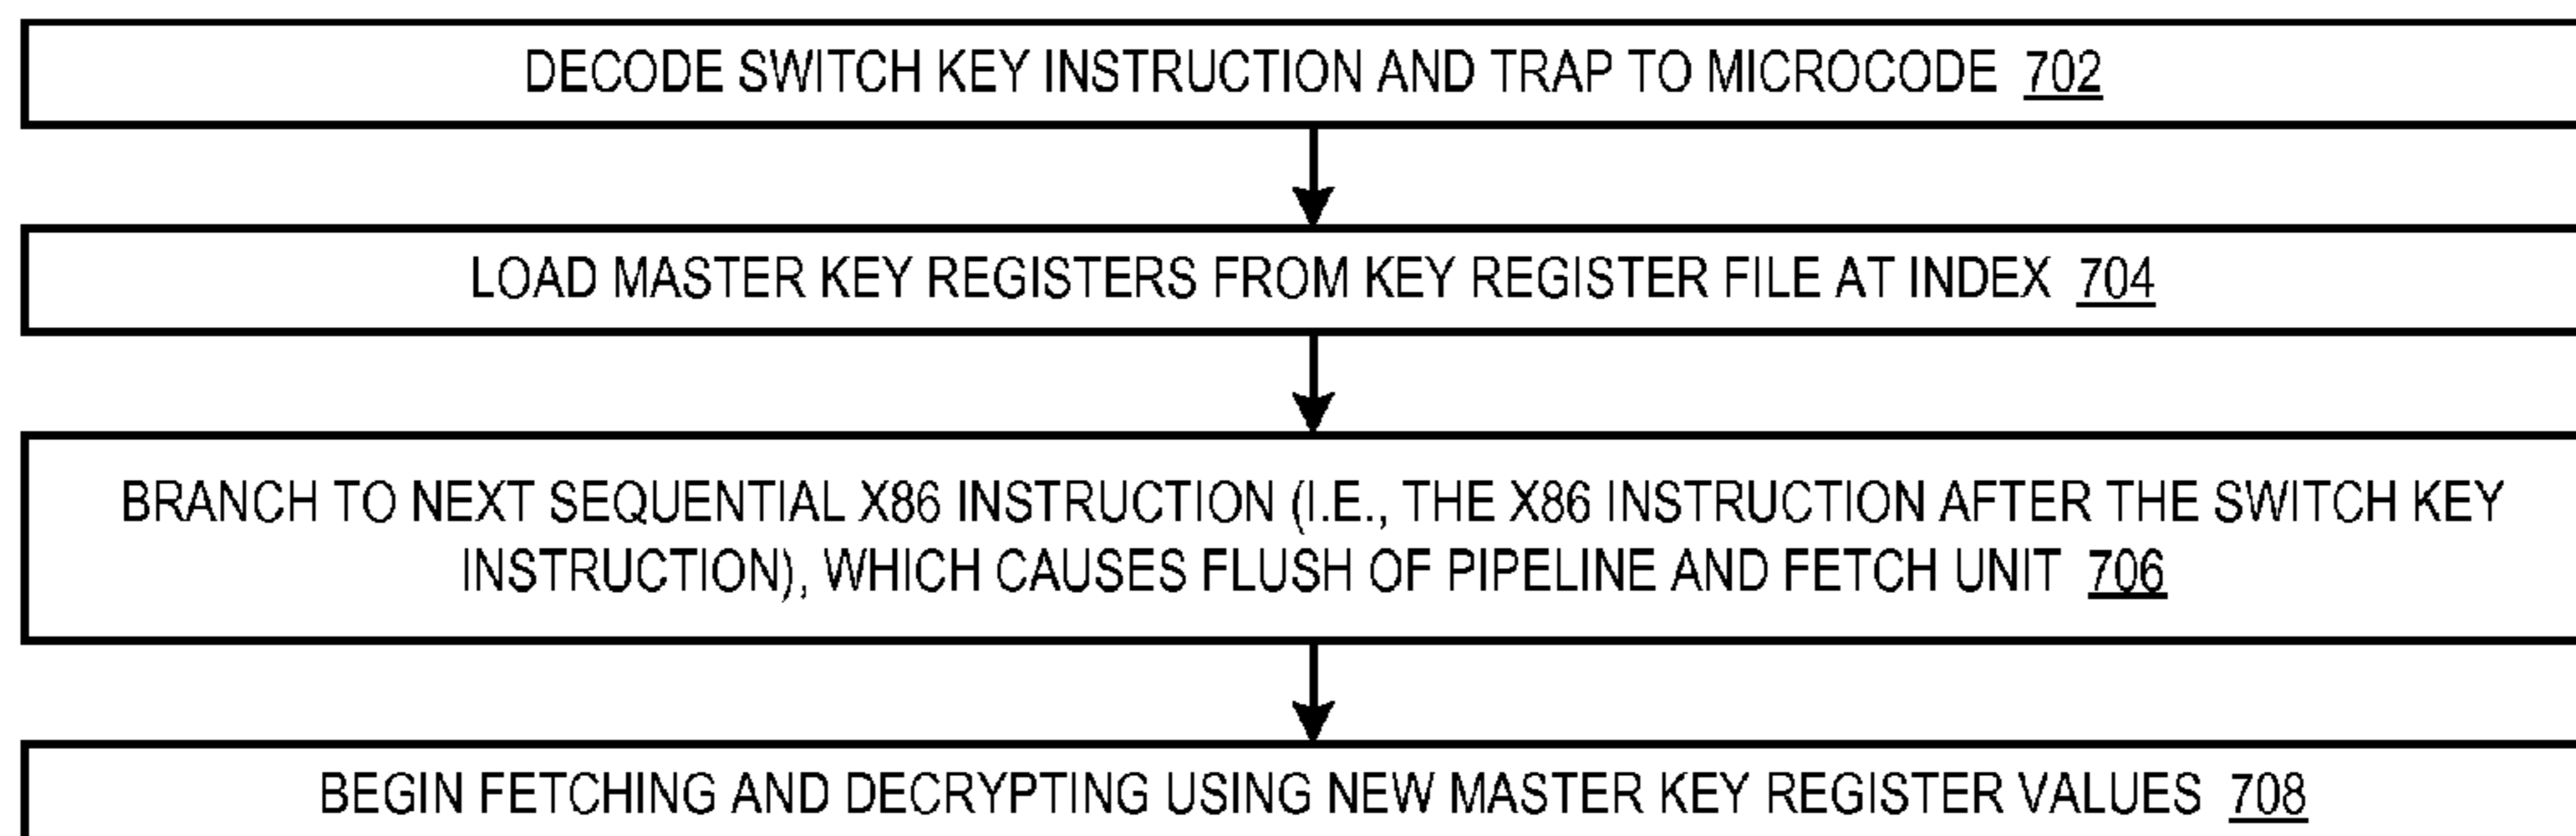 DECODE SWITCH KEY INSTRUCTION AND TRAP TO MICROCODE 702
LOAD MASTER KEY REGISTERS FROM KEY REGISTER FILE AT INDEX 704
BRANCH TO NEXT SEQUENTIAL X86 INSTRUCTION (I.E., THE X86 INSTRUCTION AFTER THE SWITCH KEY
INSTRUCTION), WHICH CAUSES FLUSH OF PIPELINE AND FETCH UNIT 706
BEGIN FETCHING AND DECRYPTING USING NEW MASTER KEY REGISTER VALUES 708